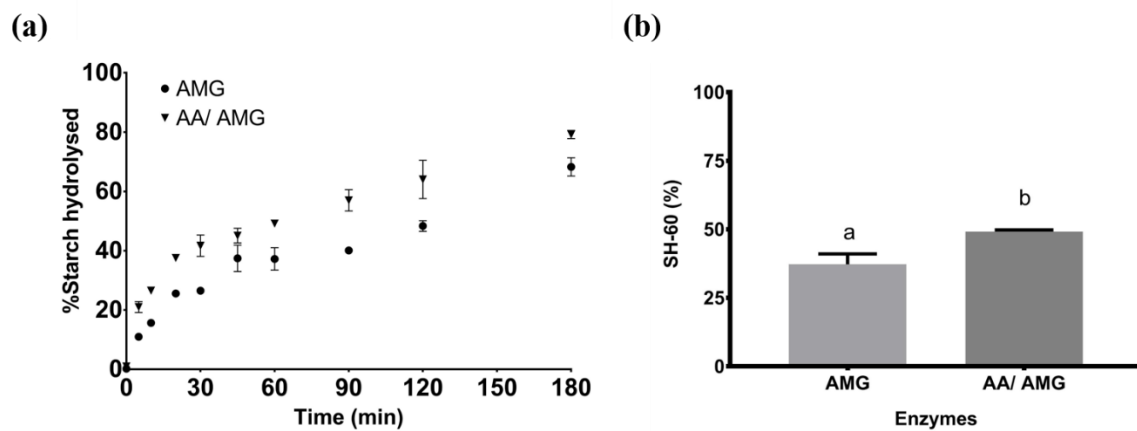 (a)
%Starch hydrolysed
100
80
60
40
20
0
AMG
AA/ AMG
0 30 60 90 120 150 180
Time (min)
(b)
SH-60 (%)
100
75
50
25
0
a
b
AMG AA/ AMG
Enzymes